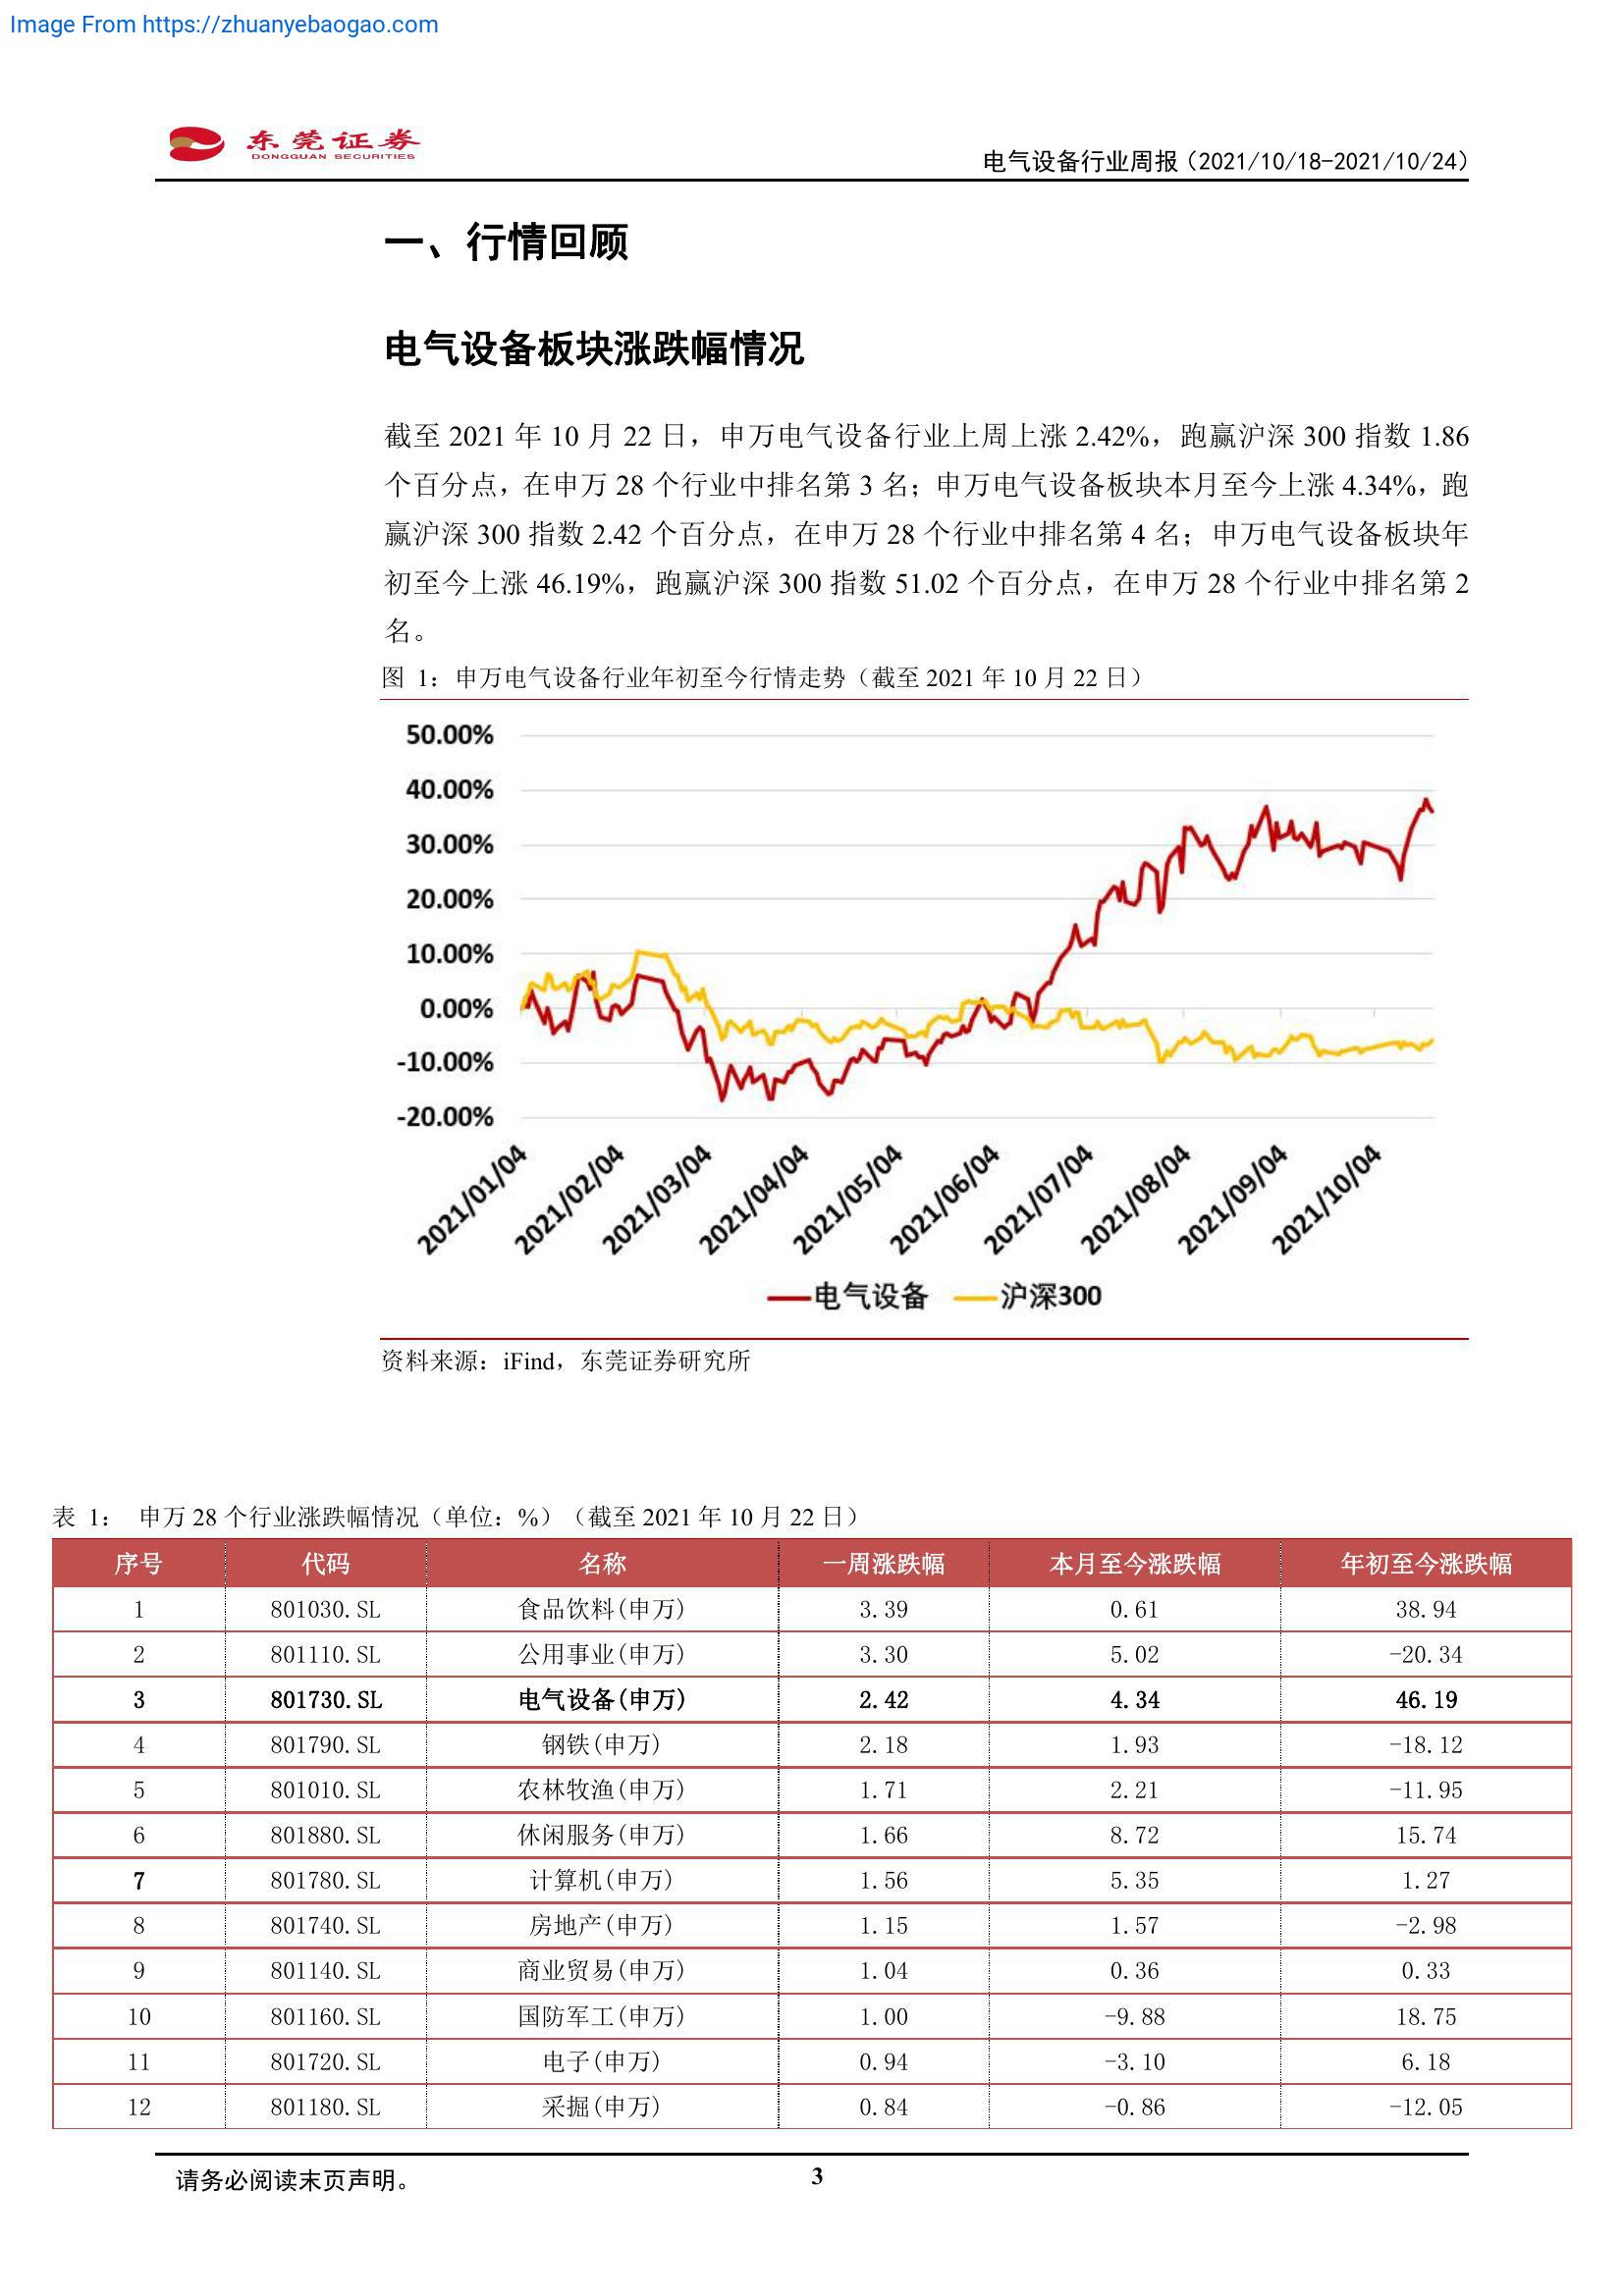 Image From https://zhuanyebaogao.com
东莞证券
DONGGUAN SECURITIES
电气设备行业周报（2021/10/18-2021/10/24）
一、行情回顾
电气设备板块涨跌幅情况
截至 2021 年 10 月 22 日，申万电气设备行业上周上涨 2.42%，跑赢沪深 300 指数 1.86
个百分点，在申万 28 个行业中排名第 3 名；申万电气设备板块本月至今上涨 4.34%，跑
赢沪深 300 指数 2.42 个百分点，在申万 28 个行业中排名第 4 名；申万电气设备板块年
初至今上涨 46.19%，跑赢沪深 300 指数 51.02 个百分点，在申万 28 个行业中排名第 2
名。
图 1：申万电气设备行业年初至今行情走势（截至 2021 年 10 月 22 日）
50.00%
40.00%
30.00%
20.00%
10.00%
0.00%
-10.00%
-20.00%
2021/01/04 2021/02/04 2021/03/04 2021/04/04 2021/05/04 2021/06/04 2021/07/04 2021/08/04 2021/09/04 2021/10/04
电气设备 沪深300
资料来源：iFind，东莞证券研究所
表 1： 申万 28 个行业涨跌幅情况（单位：%）（截至 2021 年 10 月 22 日）
序号 代码 名称 一周涨跌幅 本月至今涨跌幅 年初至今涨跌幅
1 801030.SL 食品饮料(申万) 3.39 0.61 38.94
2 801110.SL 公用事业(申万) 3.30 5.02 -20.34
3 801730.SL 电气设备(申万) 2.42 4.34 46.19
4 801790.SL 钢铁(申万) 2.18 1.93 -18.12
5 801010.SL 农林牧渔(申万) 1.71 2.21 -11.95
6 801880.SL 休闲服务(申万) 1.66 8.72 15.74
7 801780.SL 计算机(申万) 1.56 5.35 1.27
8 801740.SL 房地产(申万) 1.15 1.57 -2.98
9 801140.SL 商业贸易(申万) 1.04 0.36 0.33
10 801160.SL 国防军工(申万) 1.00 -9.88 18.75
11 801720.SL 电子(申万) 0.94 -3.10 6.18
12 801180.SL 采掘(申万) 0.84 -0.86 -12.05
请务必阅读末页声明。
3